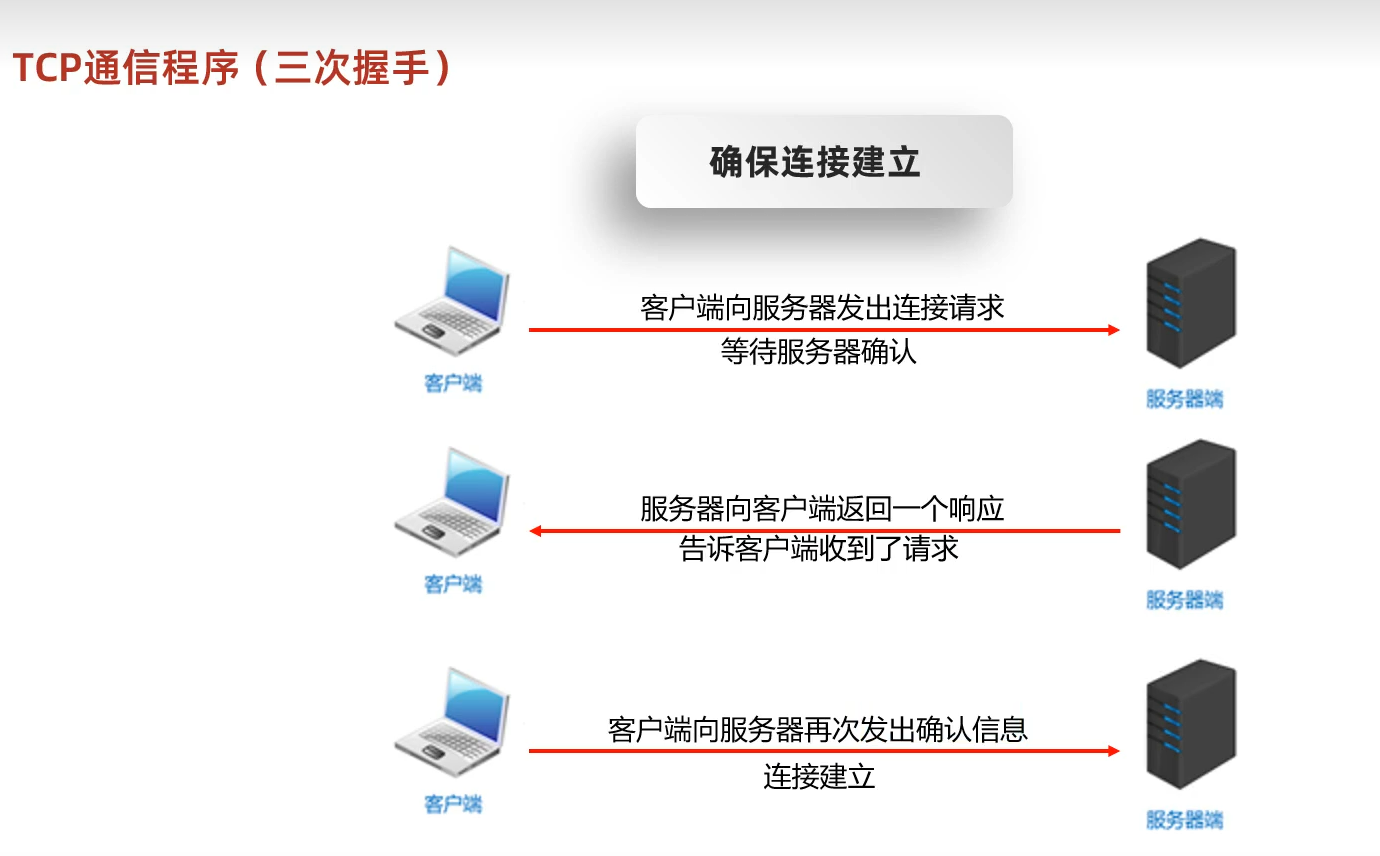 TCP通信程序（三次握手）
确保连接建立
客户端向服务器发出连接请求
等待服务器确认
客户端
服务器端
服务器向客户端返回一个响应
告诉客户端收到了请求
客户端
服务器端
客户端向服务器再次发出确认信息
连接建立
客户端
服务器端